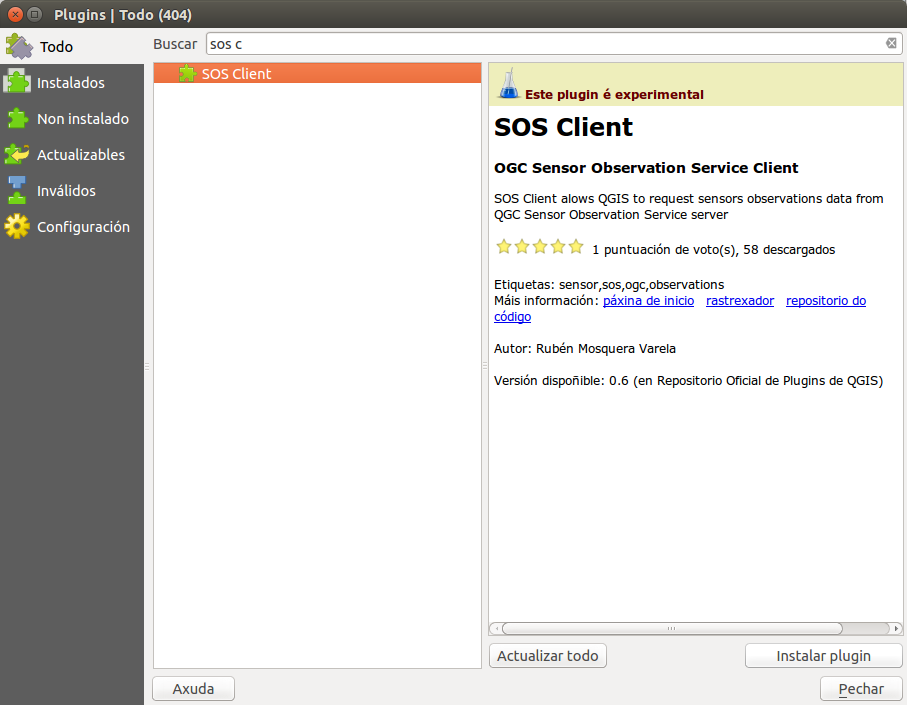 Plugins | Todo (404)
Todo
Instalados
Non instalado
Actualizables
Inválidos
Configuración
Buscar
sos c
SOS Client
Este plugin é experimental
SOS Client
OGC Sensor Observation Service Client
SOS Client alows QGIS to request sensors observations data from
QGC Sensor Observation Service server
1 puntuación de voto(s), 58 descargados
Etiquetas: sensor,sos,ogc,observations
Máis información: páxina de inicio rastrexador repositorio do
código
Autor: Rubén Mosquera Varela
Versión dispoñible: 0.6 (en Repositorio Oficial de Plugins de QGIS)
Actualizar todo
Instalar plugin
Axuda
Pechar